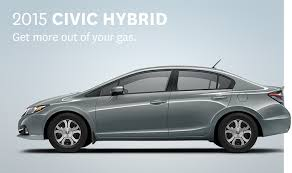 2015 CIVIC HYBRID
Get more out of your gas.